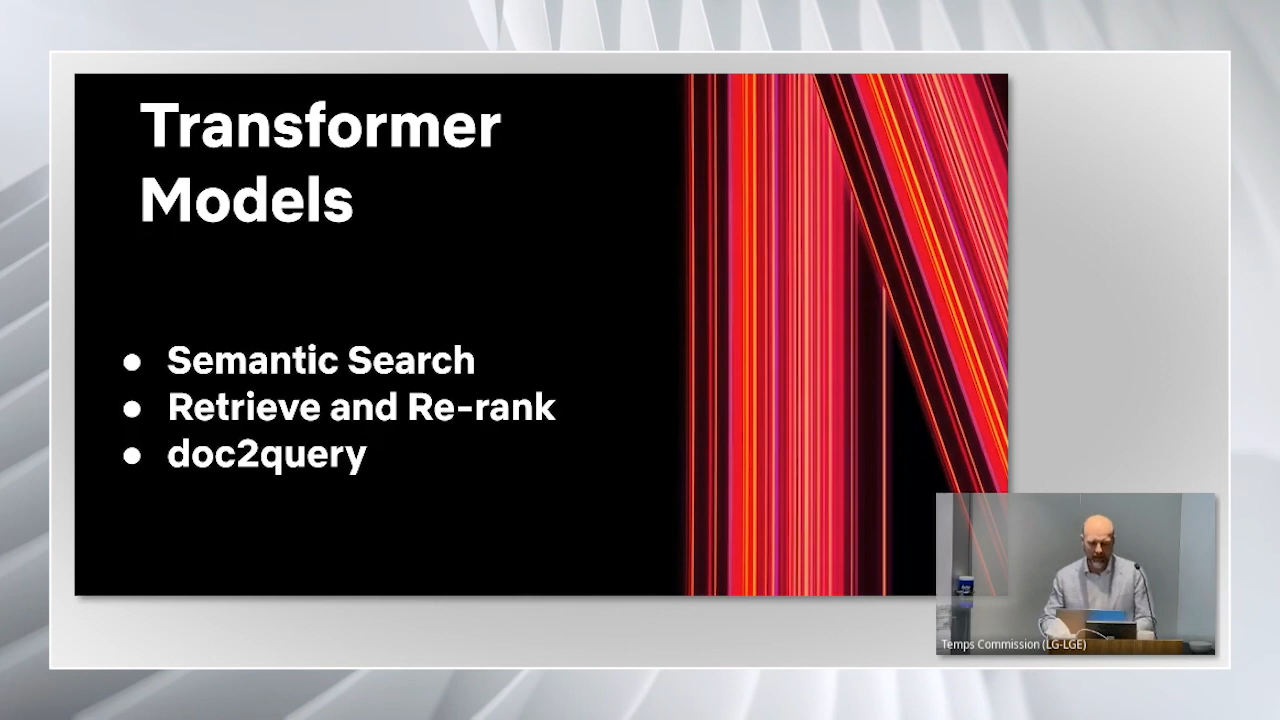 Transformer
Models
● Semantic Search
● Retrieve and Re-rank
● doc2query
Temps Commission (LG-LGE)